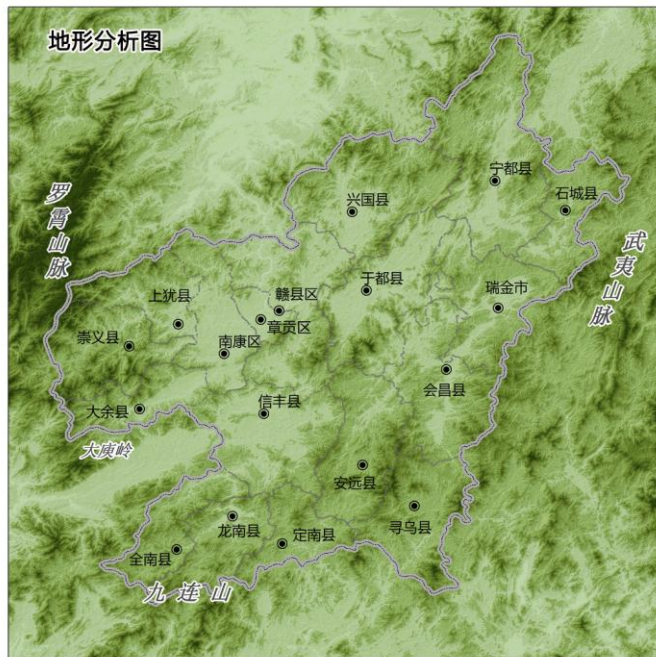 地形分析图
宁都县
石城县
兴国县
罗霄山脉
武夷山脉
于都县
赣县区
瑞金市
上犹县
章贡区
崇义县
南康区
会昌县
大余县
信丰县
大庾岭
安远县
寻乌县
龙南县
定南县
全南县
九连山